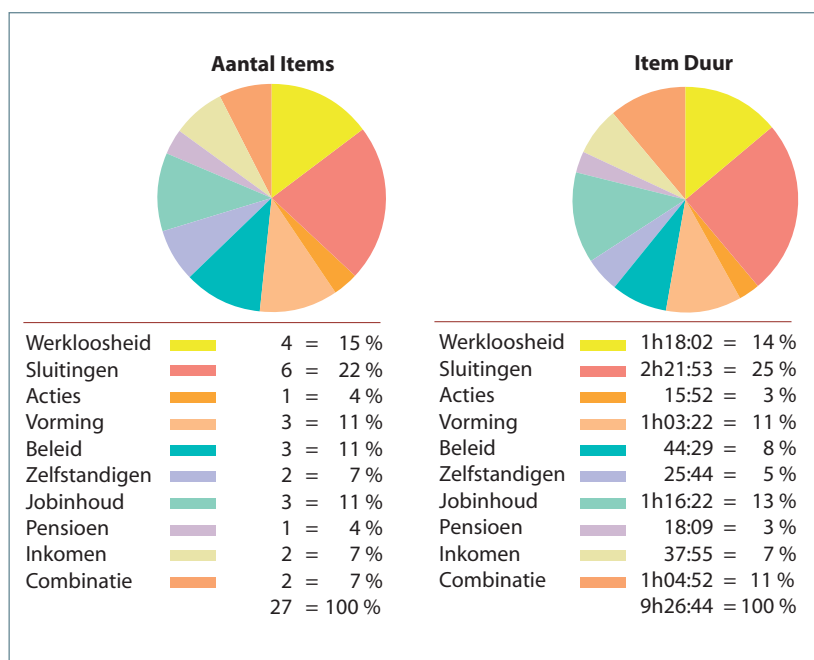 Aantal Items
Werkloosheid 4 = 15 %
Sluitingen 6 = 22 %
Acties 1 = 4 %
Vorming 3 = 11 %
Beleid 3 = 11 %
Zelfstandigen 2 = 7 %
Jobinhoud 3 = 11 %
Pensioen 1 = 4 %
Inkomen 2 = 7 %
Combinatie 2 = 7 %
27 = 100 %
Item Duur
Werkloosheid 1h18:02 = 14 %
Sluitingen 2h21:53 = 25 %
Acties 15:52 = 3 %
Vorming 1h03:22 = 11 %
Beleid 44:29 = 8 %
Zelfstandigen 25:44 = 5 %
Jobinhoud 1h16:22 = 13 %
Pensioen 18:09 = 3 %
Inkomen 37:55 = 7 %
Combinatie 1h04:52 = 11 %
9h26:44 = 100 %